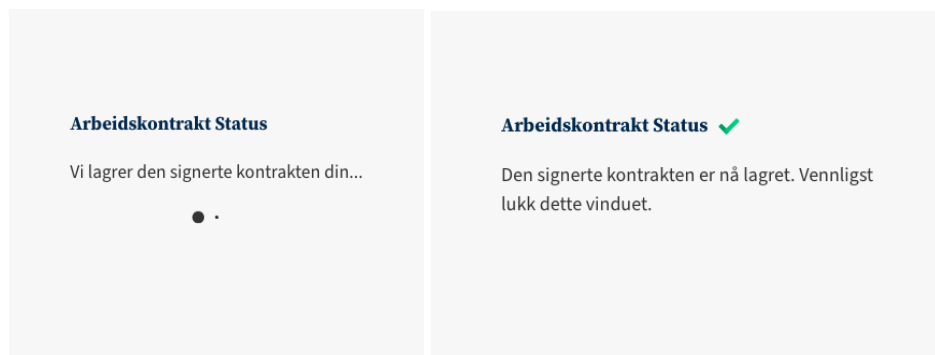 Arbeidskontrakt Status
Vi lagrer den signerte kontrakten din...
Arbeidskontrakt Status
Den signerte kontrakten er nå lagret. Vennligst
lukk dette vinduet.